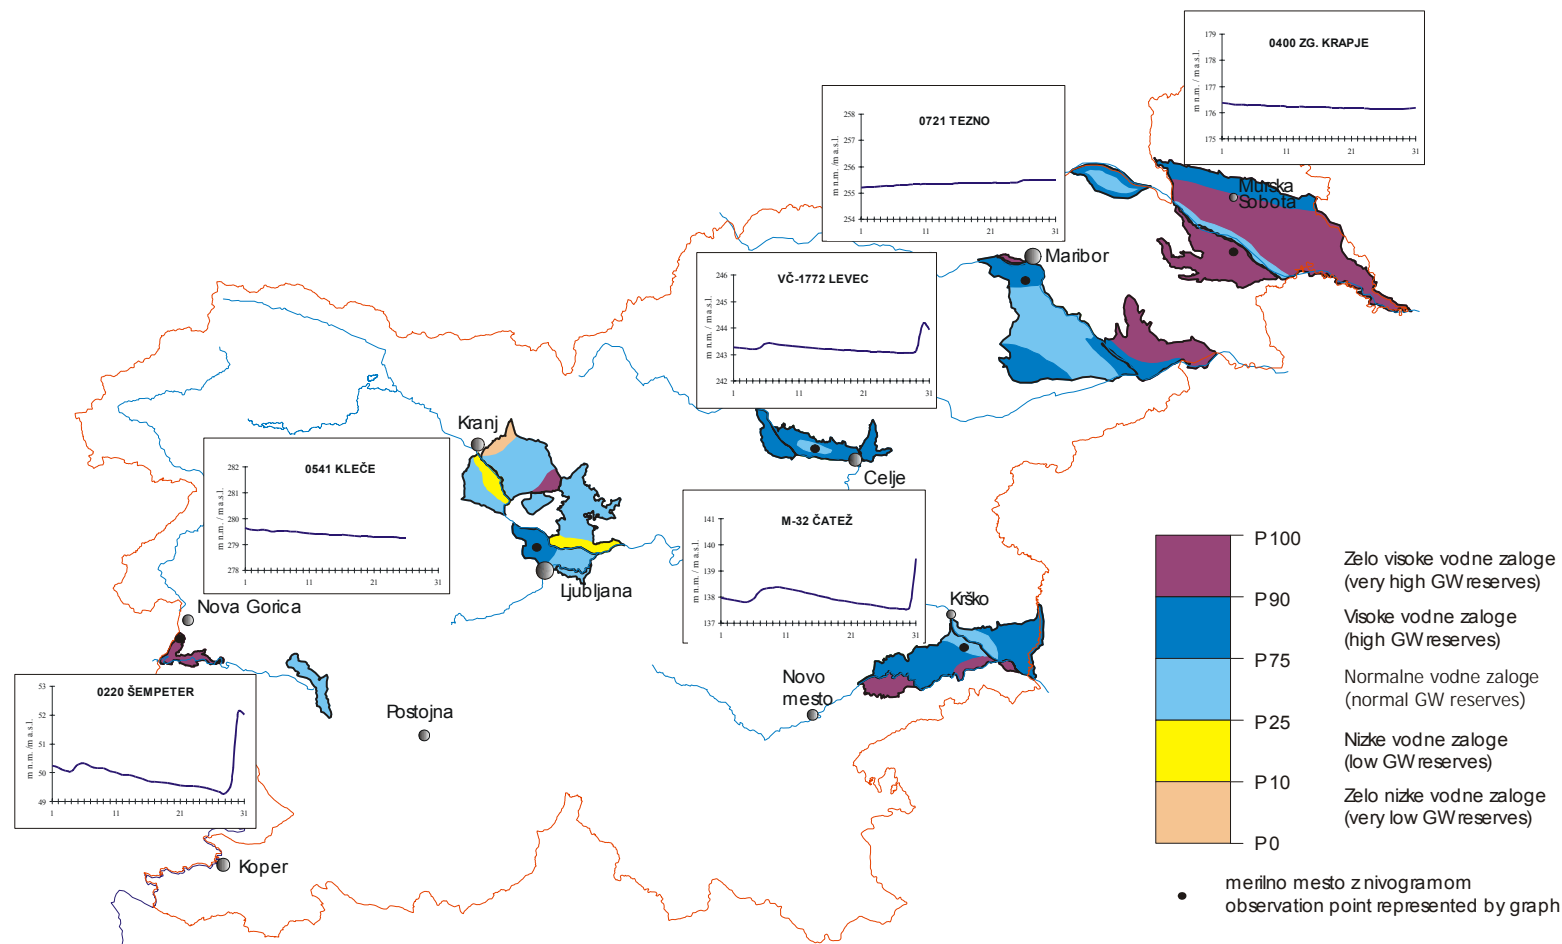 0400 ZG. KRAPJE
m n.m. / m a.s.l.
179
178
177
176
175
1
11
21
31
0721 TEZNO
m n.m. /m a.s.l.
258
257
256
255
254
1
11
21
31
Murska
Sobota
Maribor
VČ-1772 LEVEC
m n.m. / m a.s.l.
246
245
244
243
242
1
11
21
31
Kranj
Celje
0541 KLEČE
m n.m. / m a.s.l.
282
281
280
279
278
1
11
21
31
M-32 ČATEŽ
m n.m. / m a.s.l.
141
140
139
138
137
1
11
21
31
Ljubljana
Nova Gorica
Krško
Novo
mesto
0220 ŠEMPETER
m n.m. /m a.s.l.
53
52
51
50
49
1
11
21
31
Postojna
Koper
P100
Zelo visoke vodne zaloge
(very high GW reserves)
P90
Visoke vodne zaloge
(high GW reserves)
P75
Normalne vodne zaloge
(normal GW reserves)
P25
Nizke vodne zaloge
(low GW reserves)
P10
Zelo nizke vodne zaloge
(very low GW reserves)
P0
merilno mesto z nivogramom
observation point represented by graph